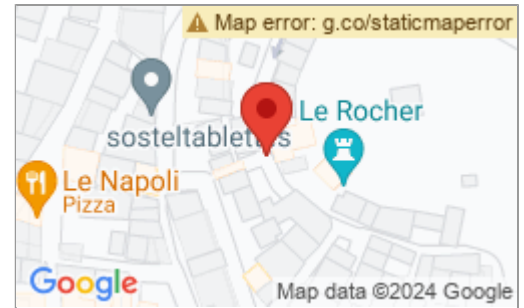 Map error: g.co/staticmaperror
Le Rocher
sosteltablettes
Le Napoli
Pizza
Google
Map data ©2024 Google